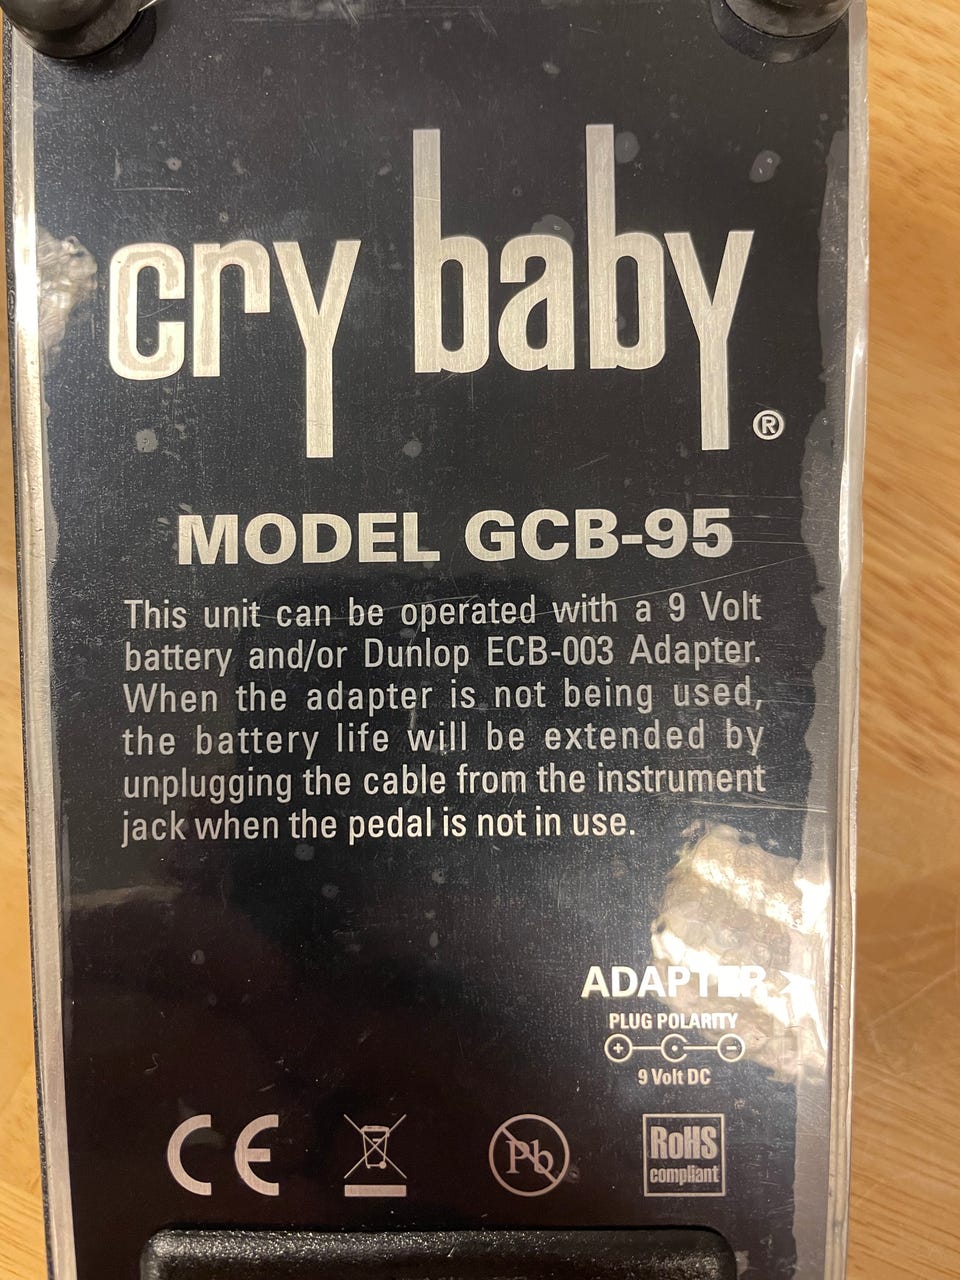 cry baby®
MODEL GCB-95
This unit can be operated with a 9 Volt
battery and/or Dunlop ECB-003 Adapter.
When the adapter is not being used,
the battery life will be extended by
unplugging the cable from the instrument
jack when the pedal is not in use.
ADAPTER
PLUG POLARITY
+ -
9 Volt DC
CE
Pb
RoHS
compliant